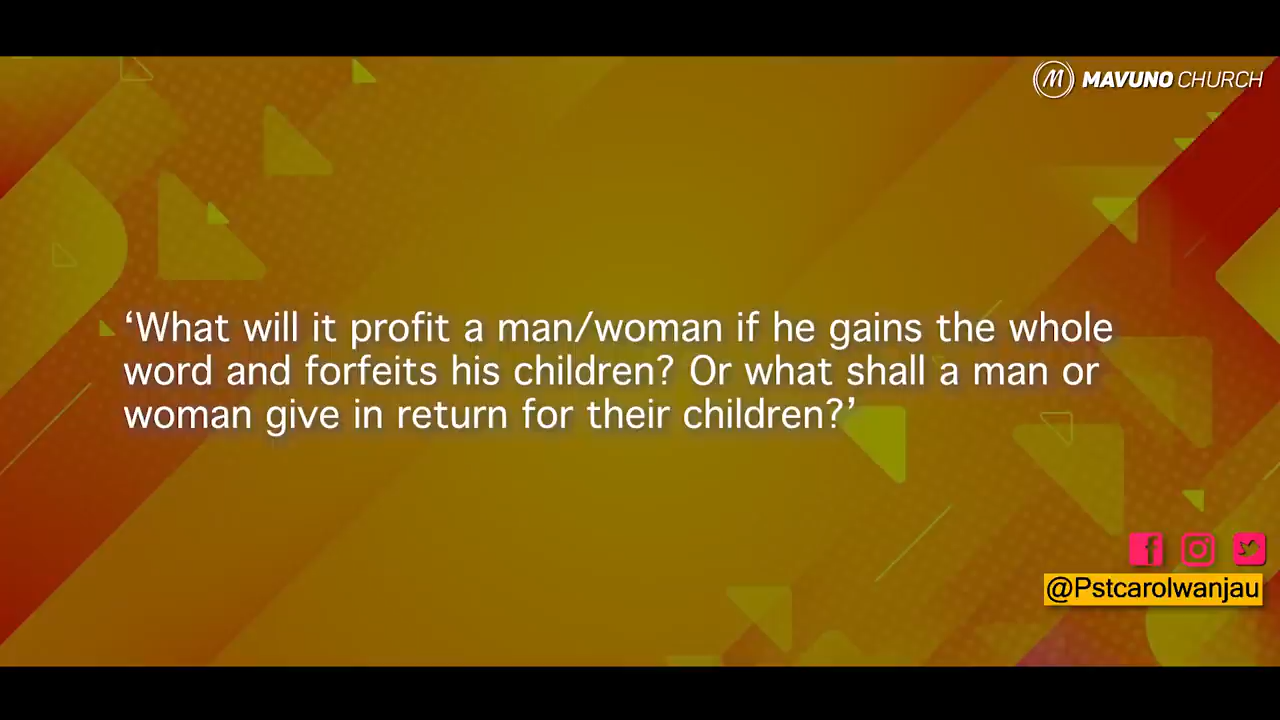 MAVUNO CHURCH
‘What will it profit a man/woman if he gains the whole
word and forfeits his children? Or what shall a man or
woman give in return for their children?’
@Pstcarolwanjau